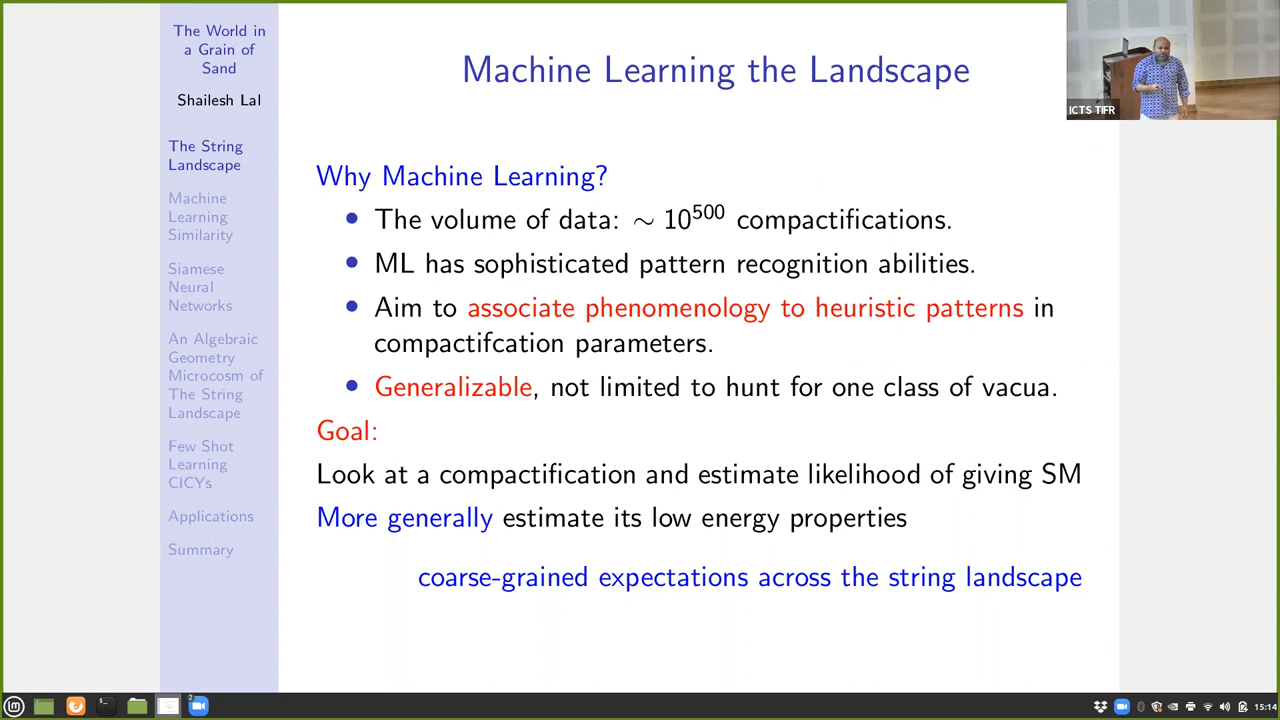 The World in
a Grain of
Sand
Shailesh Lal
The String
Landscape
Machine
Learning
Similarity
Siamese
Neural
Networks
An Algebraic
Geometry
Microcosm of
The String
Landscape
Few Shot
Learning
CICYs
Applications
Summary
Machine Learning the Landscape
Why Machine Learning?
• The volume of data: ∼ 10^500 compactifications.
• ML has sophisticated pattern recognition abilities.
• Aim to associate phenomenology to heuristic patterns in
compactifcation parameters.
• Generalizable, not limited to hunt for one class of vacua.
Goal:
Look at a compactification and estimate likelihood of giving SM
More generally estimate its low energy properties
coarse-grained expectations across the string landscape
ICTS TIFR
2
15:14